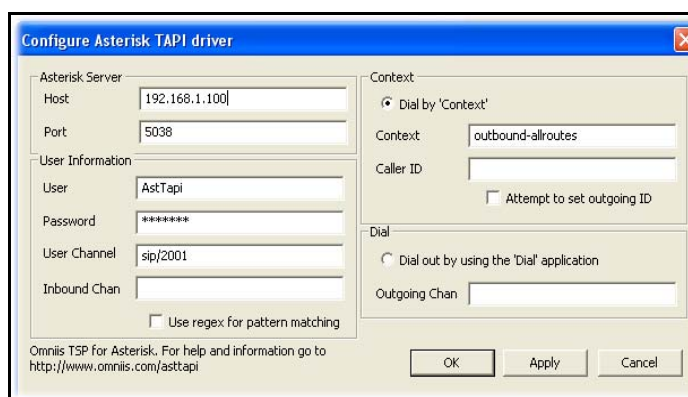 Configure Asterisk TAPI driver
Asterisk Server
Host 192.168.1.100
Port 5038
User Information
User AstTapi
Password *******
User Channel sip/2001
Inbound Chan
Use regex for pattern matching
Omniis TSP for Asterisk. For help and information go to
http://www.omniis.com/asttapi
Context
Dial by 'Context'
Context outbound-allroutes
Caller ID
Attempt to set outgoing ID
Dial
Dial out by using the 'Dial' application
Outgoing Chan
OK Apply Cancel